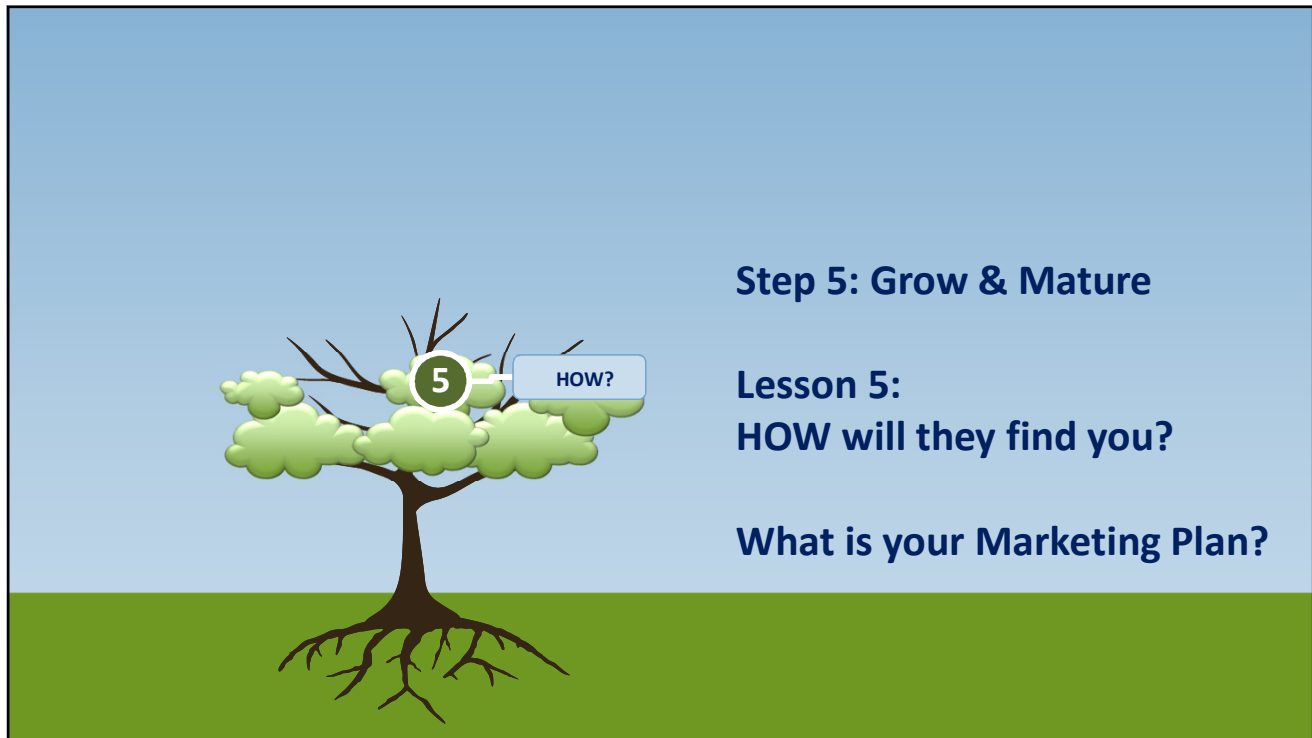 Step 5: Grow & Mature
5
HOW?
Lesson 5:
HOW will they find you?
What is your Marketing Plan?